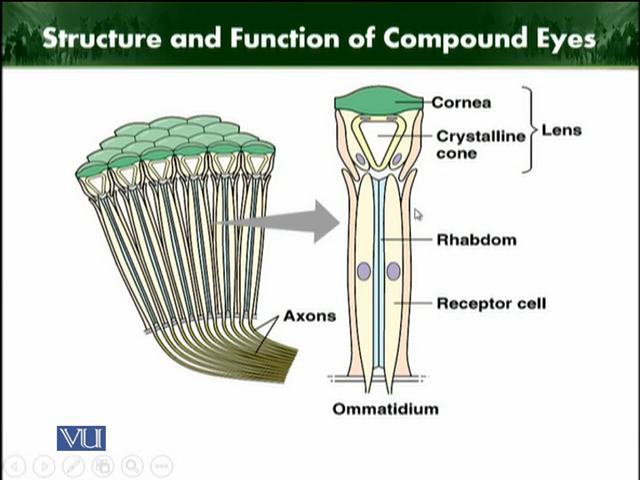 Structure and Function of Compound Eyes
Cornea
Crystalline
cone
Lens
Rhabdom
Receptor cell
Axons
Ommatidium
VU